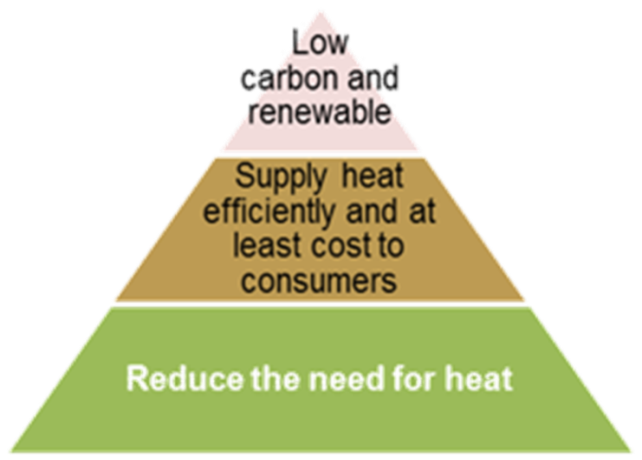 Low
carbon and
renewable
Supply heat
efficiently and at
least cost to
consumers
Reduce the need for heat